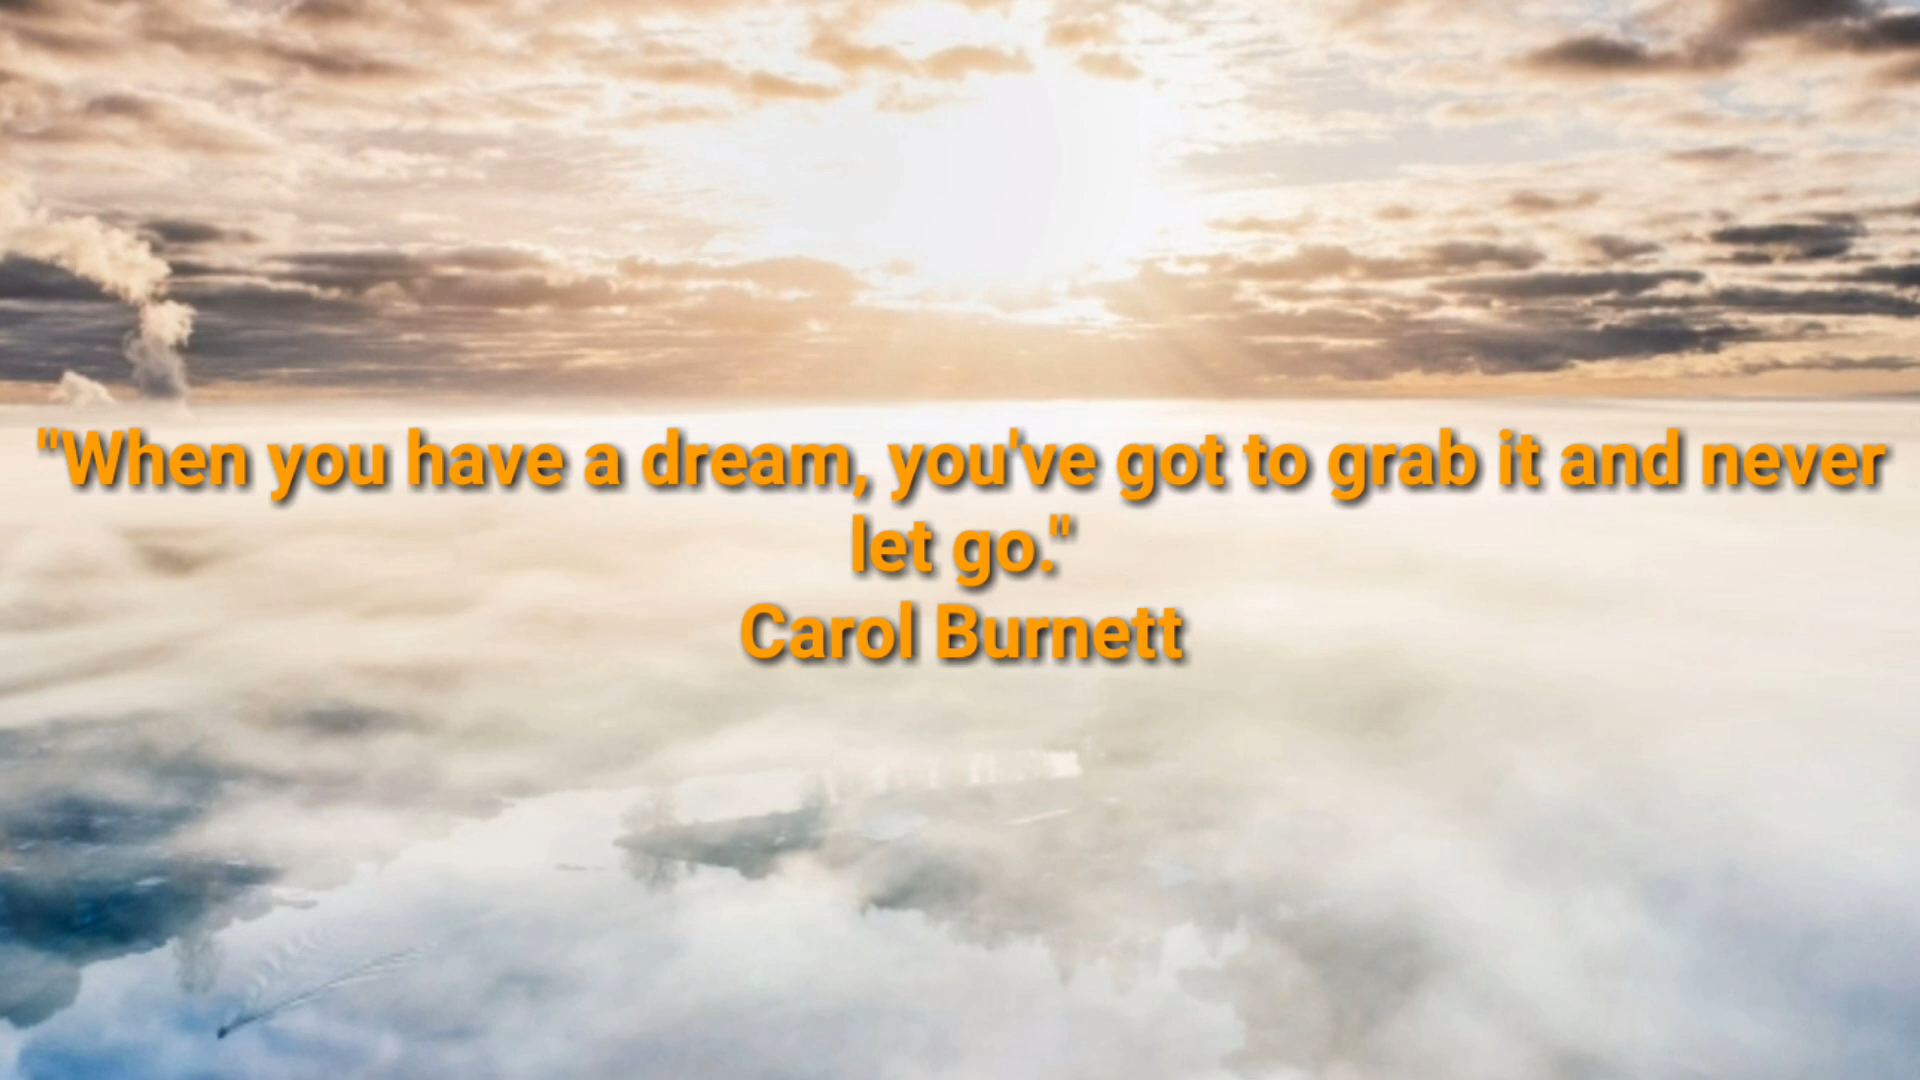 "When you have a dream, you've got to grab it and never
let go."
Carol Burnett